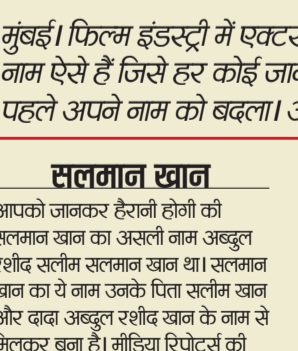 मुंबई। फिल्म इंडस्ट्री में एक्टर
नाम ऐसे हैं जिसे हर कोई जान
पहले अपने नाम को बदला।
सलमान खान
आपको जानकर हैरानी होगी की
सलमान खान का असली नाम अब्दुल
रशीद सलीम सलमान खान था। सलमान
खान का ये नाम उनके पिता सलीम खान
और दादा अब्दुल रशीद खान के नाम से
मिलकर बना है। मीडिया रिपोर्ट्स की